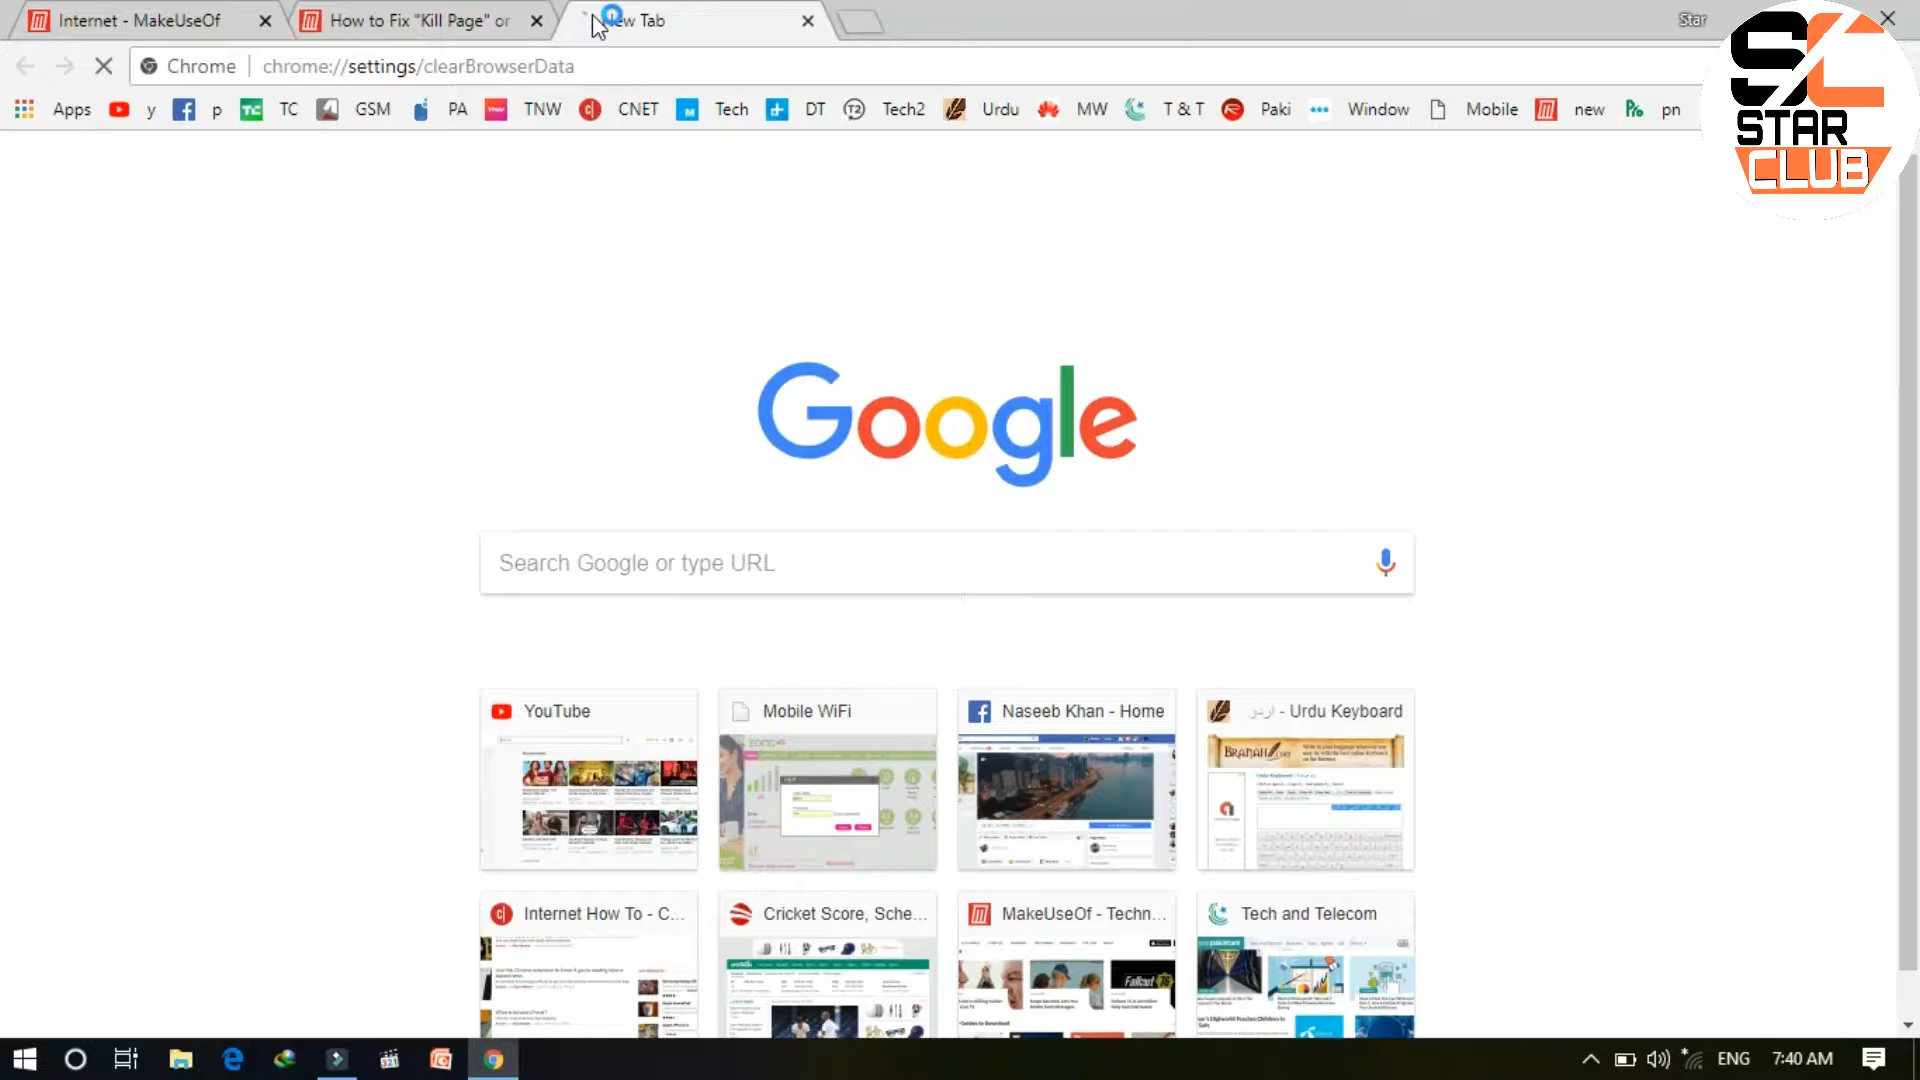 Internet - MakeUseOf
How to Fix "Kill Page" or
New Tab
Star
Chrome
chrome://settings/clearBrowserData
Apps
y
p
TC
GSM
PA
TNW
CNET
Tech
DT
T2
Tech2
Urdu
MW
T & T
Paki
Window
Mobile
new
pn
SC
STAR
CLUB
Google
Search Google or type URL
YouTube
Mobile WiFi
Naseeb Khan - Home
اردو - Urdu Keyboard
Internet How To - C...
Cricket Score, Sche...
MakeUseOf - Techn...
Tech and Telecom
ENG
7:40 AM